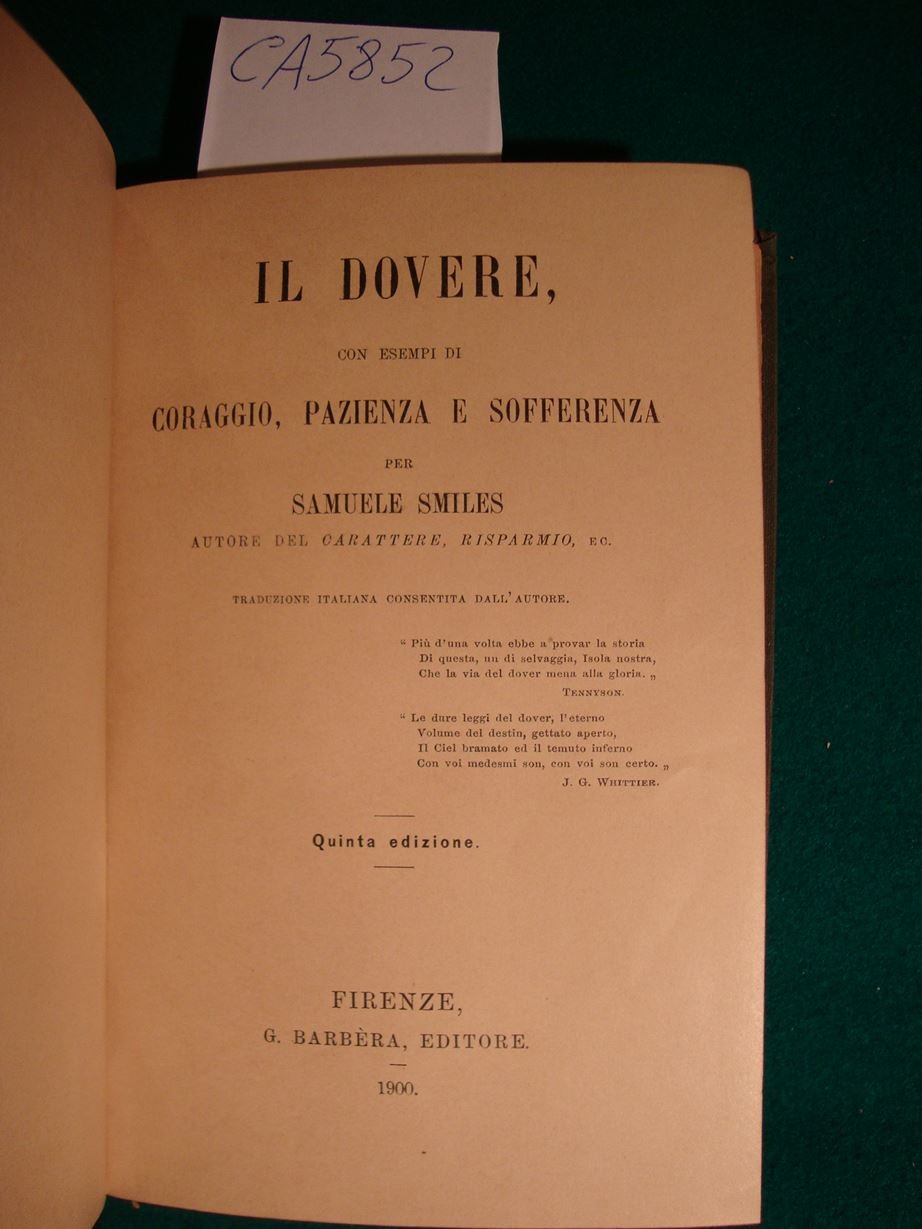 CA5852
IL DOVERE,
CON ESEMPI DI
CORAGGIO, PAZIENZA E SOFFERENZA
PER
SAMUELE SMILES
AUTORE DEL CARATTERE, RISPARMIO, EC.
TRADUZIONE ITALIANA CONSENTITA DALL'AUTORE.
“ Più d'una volta ebbe a provar la storia
Di questa, un dì selvaggia, Isola nostra,
Che la via del dover mena alla gloria. „
TENNYSON.
“ Le dure leggi del dover, l'eterno
Volume del destin, gettato aperto,
Il Ciel bramato ed il temuto inferno
Con voi medesmi son, con voi son certo. „
J. G. WHITTIER.
Quinta edizione.
FIRENZE,
G. BARBÈRA, EDITORE.
1900.